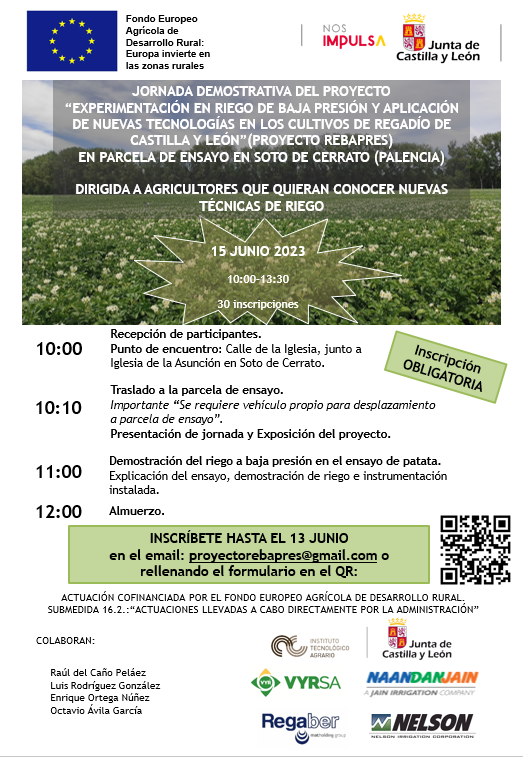 Fondo Europeo
Agrícola de
Desarrollo Rural:
Europa invierte en
las zonas rurales
NOS
IMPULSA
Junta de
Castilla y León
JORNADA DEMOSTRATIVA DEL PROYECTO
“EXPERIMENTACIÓN EN RIEGO DE BAJA PRESIÓN Y APLICACIÓN
DE NUEVAS TECNOLOGÍAS EN LOS CULTIVOS DE REGADÍO DE
CASTILLA Y LEÓN”(PROYECTO REBAPRES)
EN PARCELA DE ENSAYO EN SOTO DE CERRATO (PALENCIA)
DIRIGIDA A AGRICULTORES QUE QUIERAN CONOCER NUEVAS
TÉCNICAS DE RIEGO
15 JUNIO 2023
10:00-13:30
30 inscripciones
10:00
Recepción de participantes.
Punto de encuentro: Calle de la Iglesia, junto a
Iglesia de la Asunción en Soto de Cerrato.
Inscripción
OBLIGATORIA
10:10
Traslado a la parcela de ensayo.
Importante “Se requiere vehículo propio para desplazamiento
a parcela de ensayo”.
Presentación de jornada y Exposición del proyecto.
11:00
Demostración del riego a baja presión en el ensayo de patata.
Explicación del ensayo, demostración de riego e instrumentación
instalada.
12:00
Almuerzo.
INSCRÍBETE HASTA EL 13 JUNIO
en el email: proyectorebapres@gmail.com o
rellenando el formulario en el QR:
ACTUACIÓN COFINANCIADA POR EL FONDO EUROPEO AGRÍCOLA DE DESARROLLO RURAL.
SUBMEDIDA 16.2.:“ACTUACIONES LLEVADAS A CABO DIRECTAMENTE POR LA ADMINISTRACIÓN”
COLABORAN:
Raúl del Caño Peláez
Luis Rodríguez González
Enrique Ortega Núñez
Octavio Ávila García
INSTITUTO
TECNOLÓGICO
AGRARIO
Junta de
Castilla y León
VYR
VYRSA
NAANDANJAIN
A JAIN IRRIGATION COMPANY
Regaber
matholding group
NELSON
NELSON IRRIGATION CORPORATION